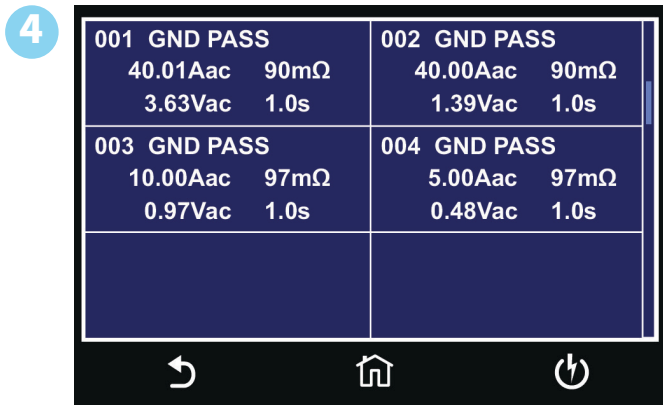 4
001 GND PASS
40.01Aac 90mΩ
3.63Vac 1.0s
002 GND PASS
40.00Aac 90mΩ
1.39Vac 1.0s
003 GND PASS
10.00Aac 97mΩ
0.97Vac 1.0s
004 GND PASS
5.00Aac 97mΩ
0.48Vac 1.0s